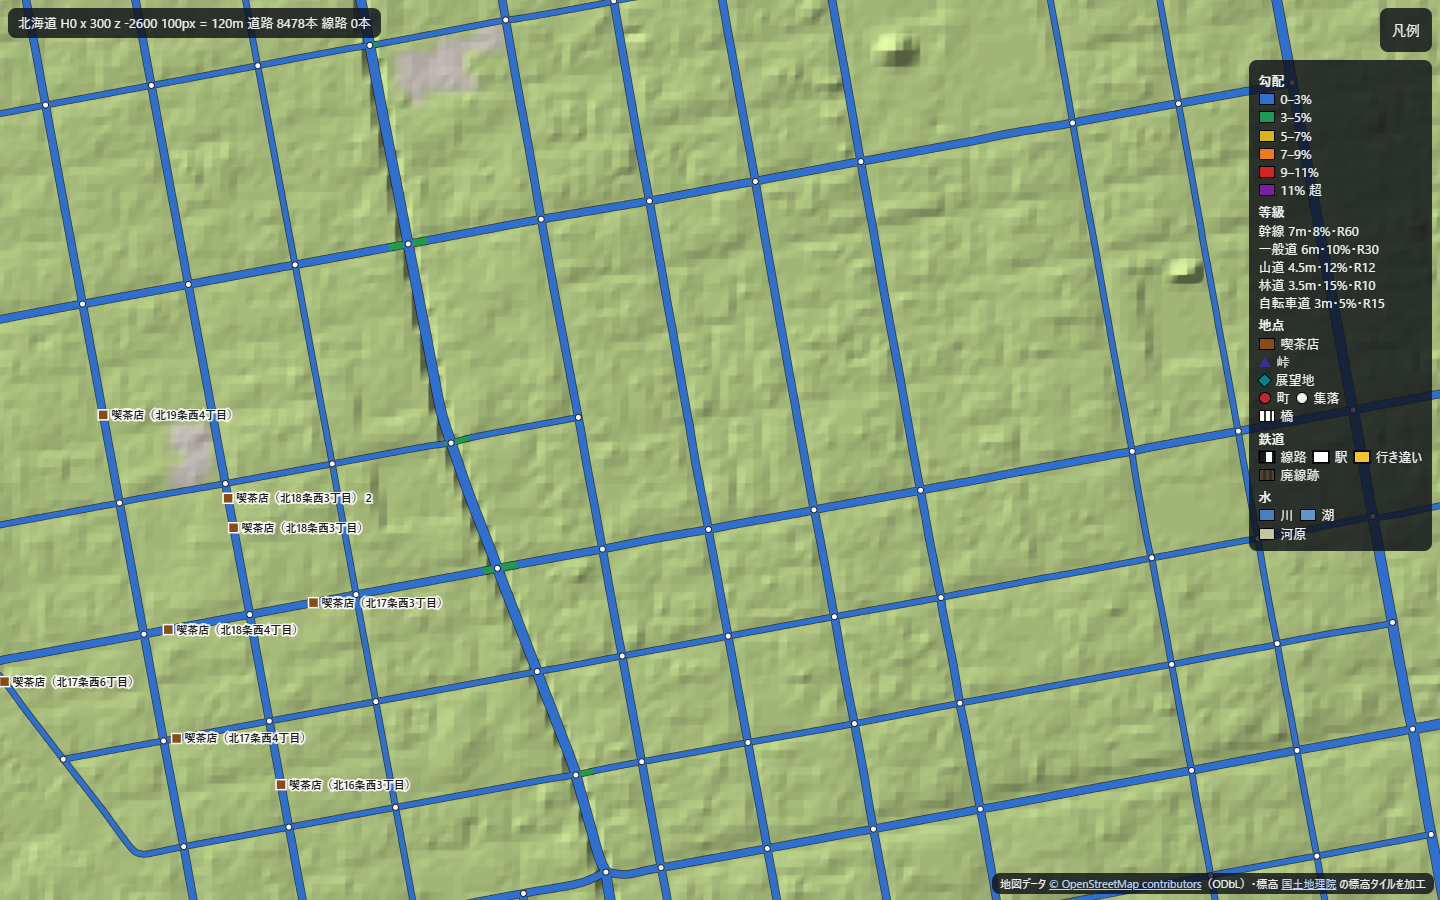 北海道 H0 x 300 z -2600 100px = 120m 道路 8478本 線路 0本
凡例
勾配
0–3%
3–5%
5–7%
7–9%
9–11%
11% 超
等級
幹線 7m·8%·R60
一般道 6m·10%·R30
山道 4.5m·12%·R12
林道 3.5m·15%·R10
自転車道 3m·5%·R15
地点
喫茶店
峠
展望地
町 集落
橋
鉄道
線路 駅 行き違い
廃線跡
水
川 湖
河原
喫茶店（北19条西4丁目）
喫茶店（北18条西3丁目） 2
喫茶店（北18条西3丁目）
喫茶店（北17条西3丁目）
喫茶店（北18条西4丁目）
喫茶店（北17条西6丁目）
喫茶店（北17条西4丁目）
喫茶店（北16条西3丁目）
地図データ © OpenStreetMap contributors（ODbL）·標高 国土地理院 の標高タイルを加工